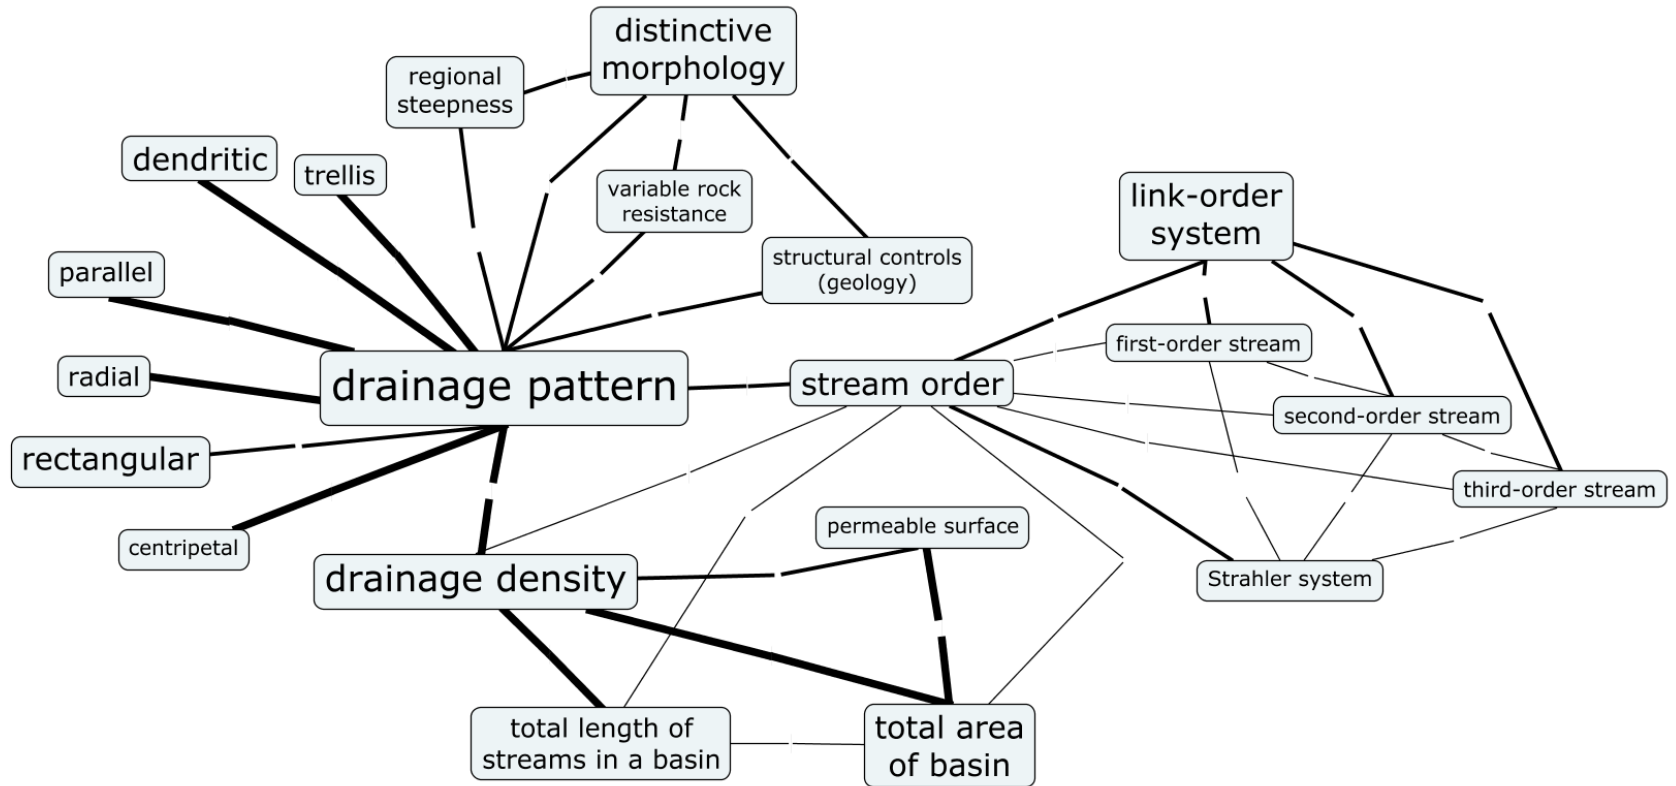 distinctive
morphology
regional
steepness
dendritic
trellis
variable rock
resistance
link-order
system
parallel
structural controls
(geology)
first-order stream
radial
drainage pattern
stream order
second-order stream
rectangular
third-order stream
permeable surface
centripetal
drainage density
Strahler system
total length of
streams in a basin
total area
of basin